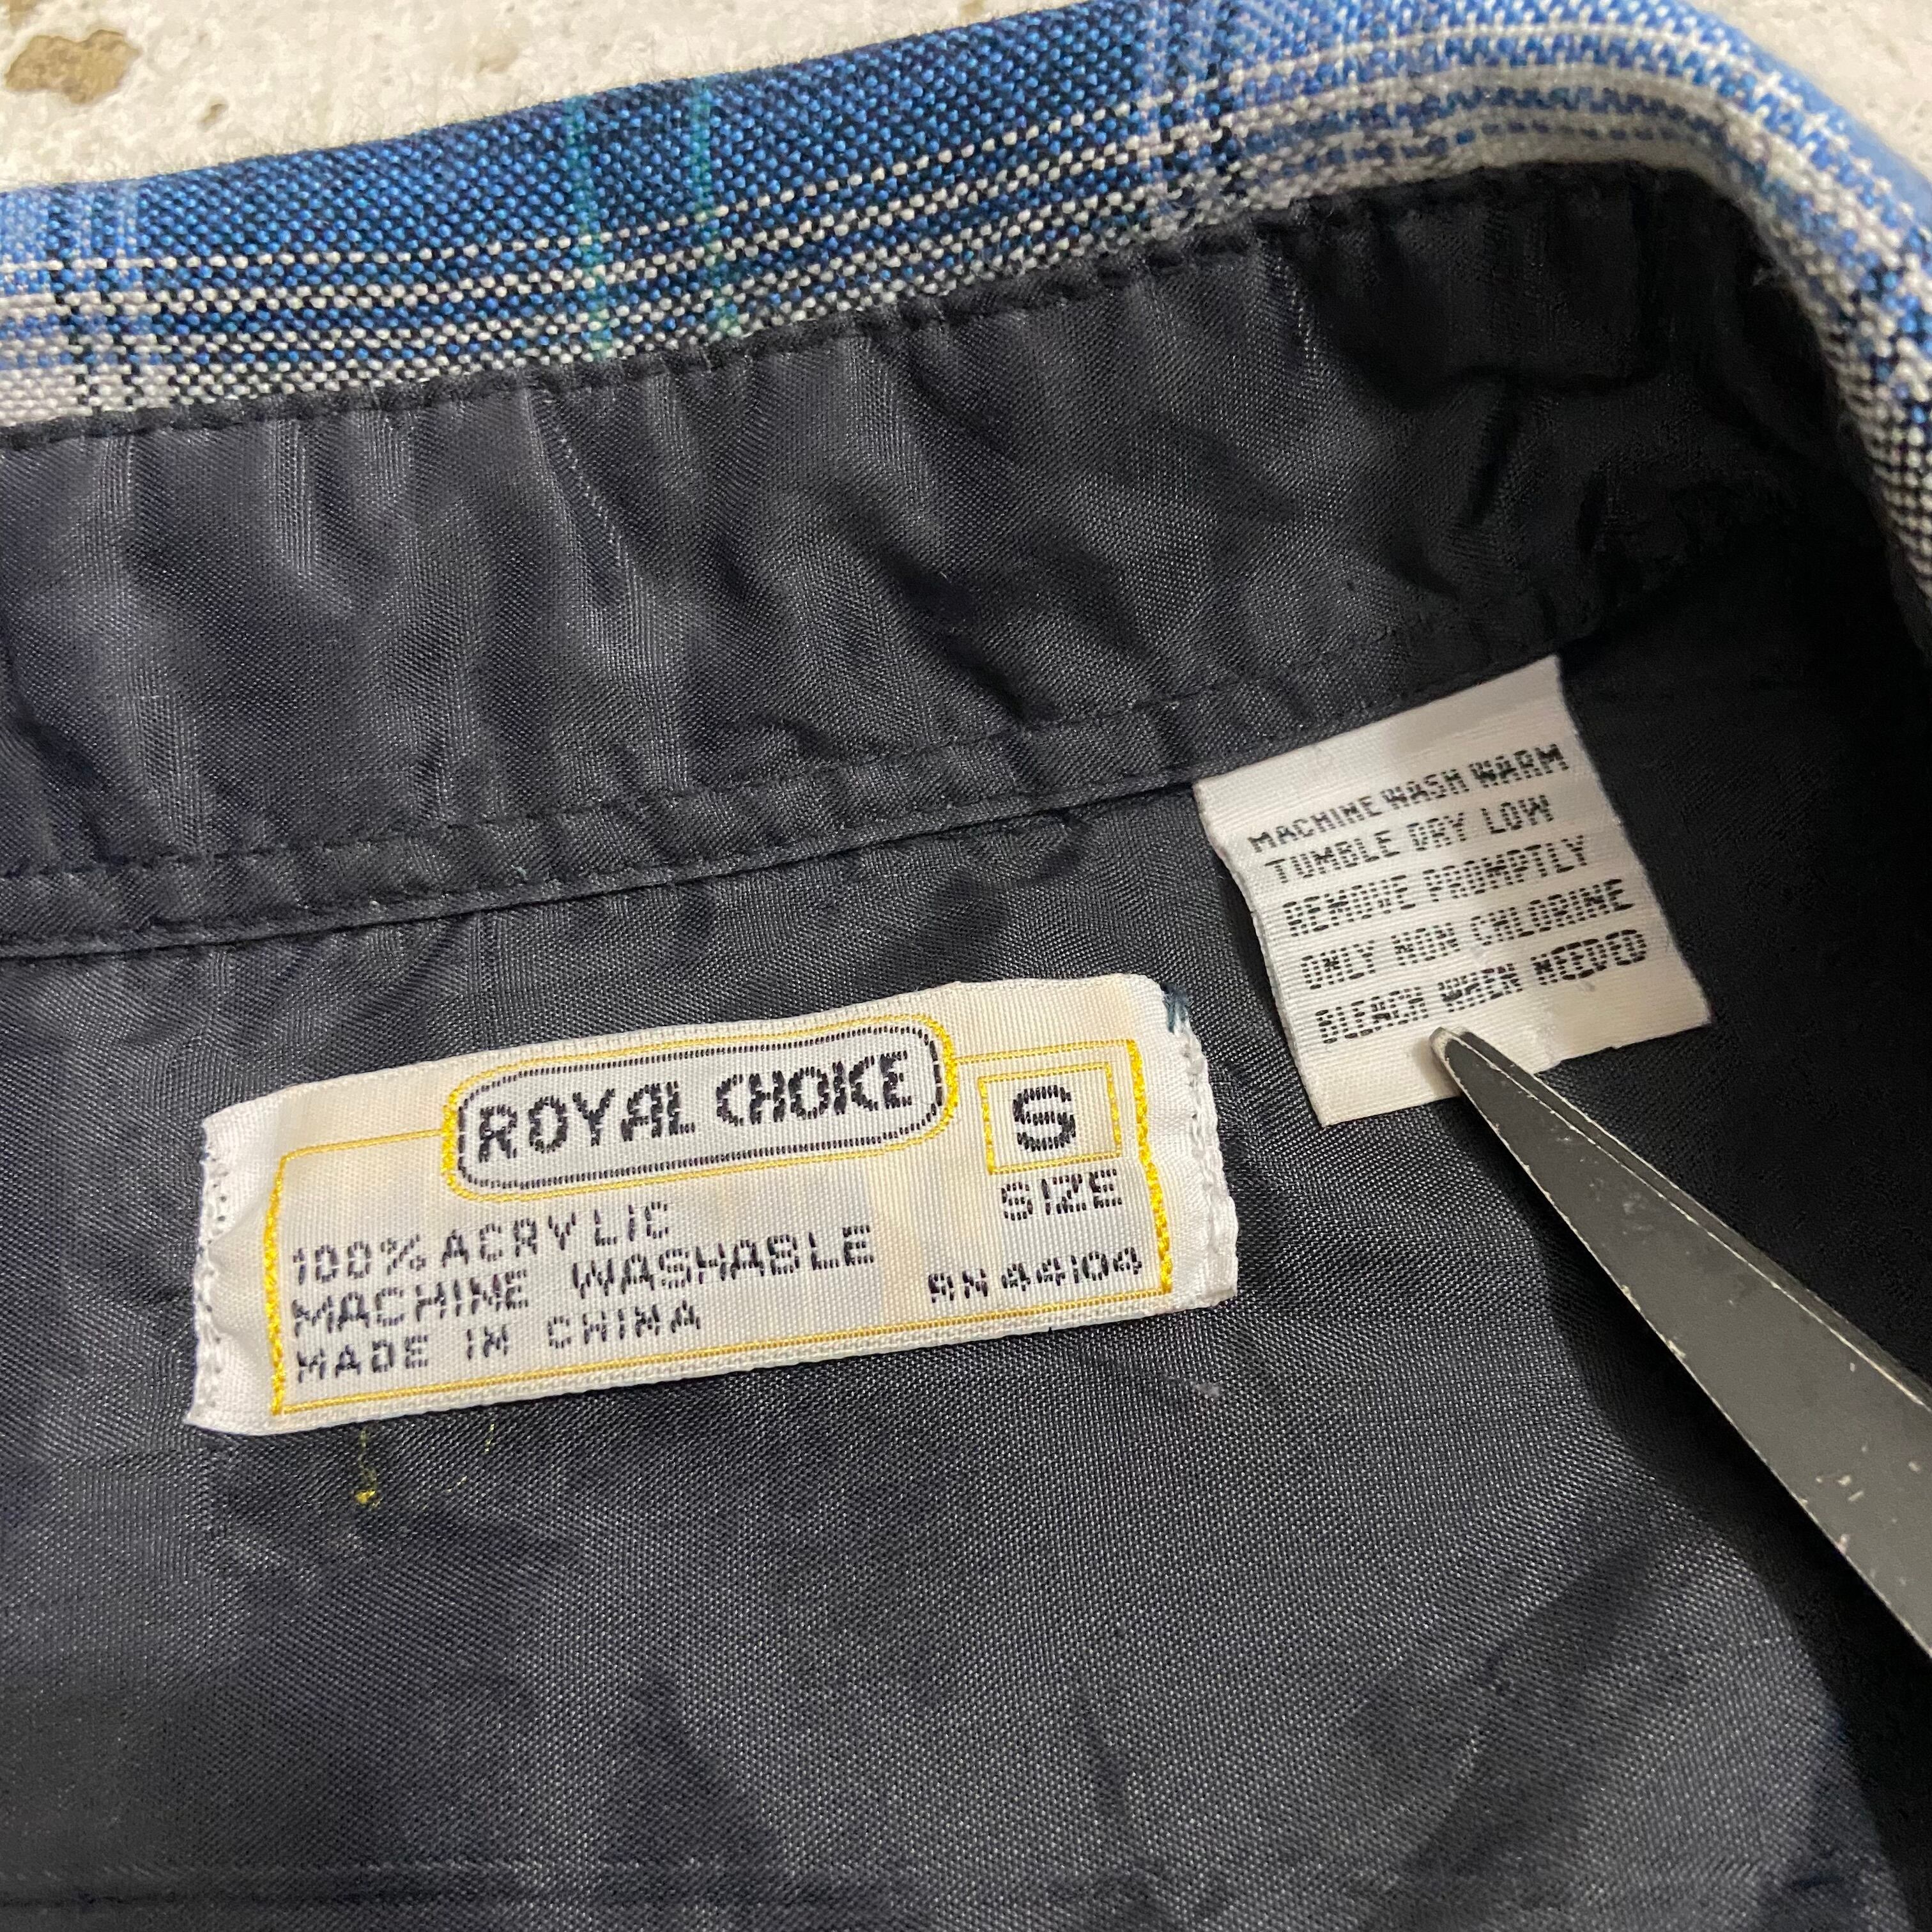 ROYAL CHOICE
S
SIZE
100% ACRYLIC
MACHINE WASHABLE
MADE IN CHINA
RN 44104
MACHINE WASH WARM
TUMBLE DRY LOW
REMOVE PROMPTLY
ONLY NON CHLORINE
BLEACH WHEN NEEDED